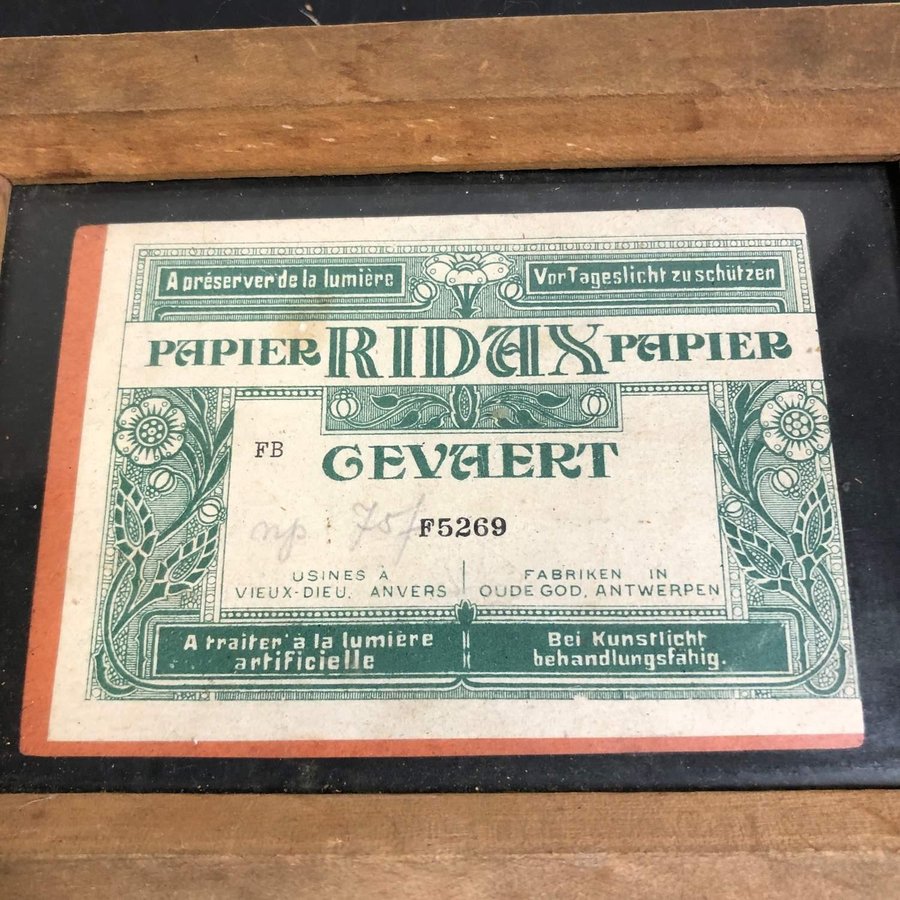 A préserver de la lumière
Vor Tageslicht zu schützen
PAPIER RIDAX PAPIER
FB
GEVAERT
F5269
USINES À
VIEUX-DIEU, ANVERS
FABRIKEN IN
OUDE GOD, ANTWERPEN
A traiter à la lumière
artificielle
Bei Kunstlicht
behandlungsfähig.